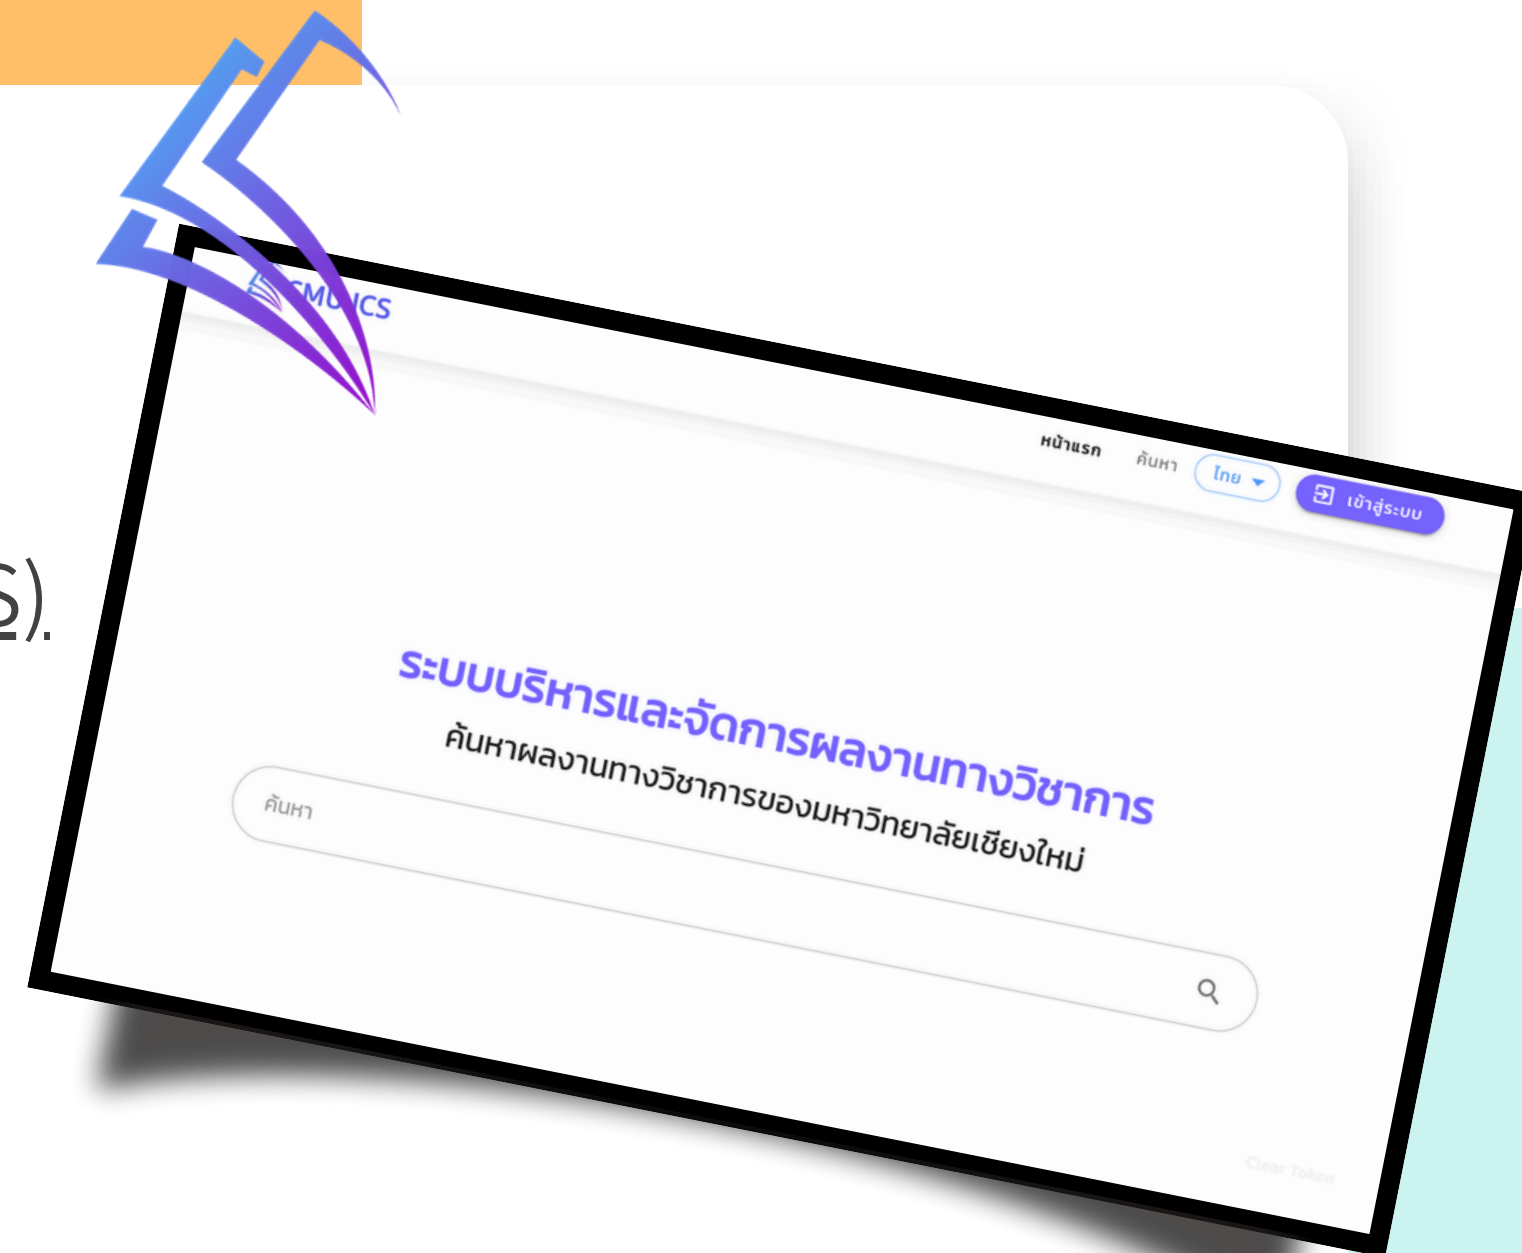 หน้าแรก ค้นหา ไทย เข้าสู่ระบบ
S).
ระบบบริหารและจัดการผลงานทางวิชาการ
ค้นหาผลงานทางวิชาการของมหาวิทยาลัยเชียงใหม่
ค้นหา
Clear Token